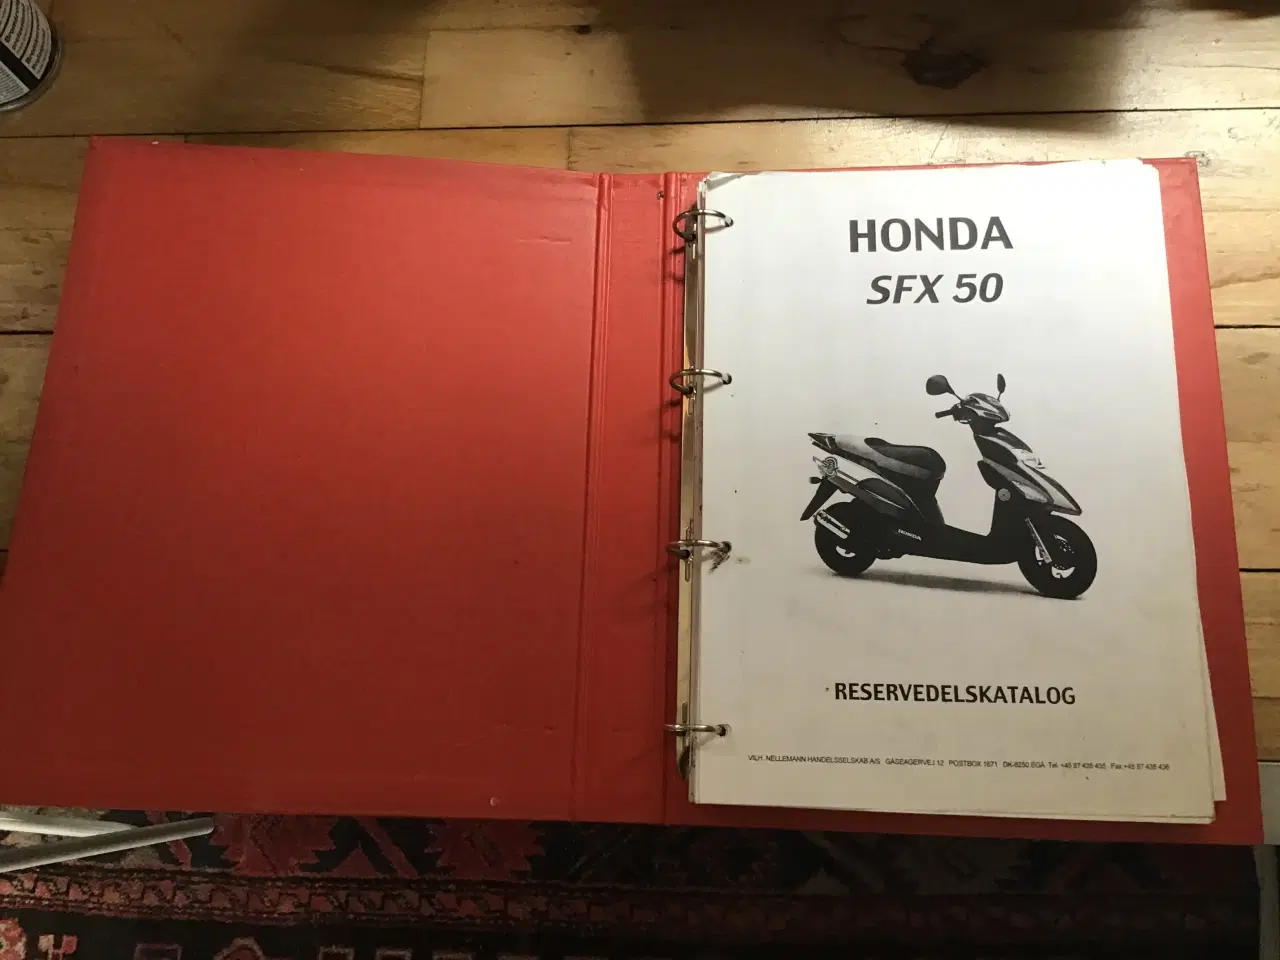 HONDA
SFX 50
HONDA
RESERVEDELSKATALOG
VILH. NELLEMANN HANDELSSELSKAB A/S GÅSEAGERVEJ 12 POSTBOX 1671 DK-8250 EGÅ Tel. +45 87 435 435 Fax +45 87 435 436